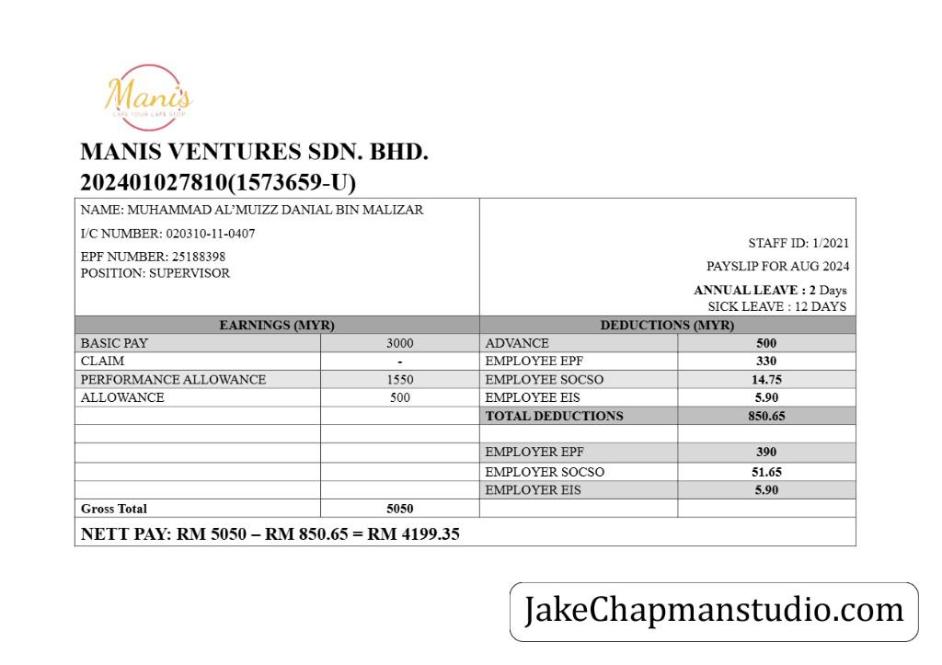 Manis
CAKE YOUR CAKE SHOP
MANIS VENTURES SDN. BHD.
202401027810(1573659-U)
NAME: MUHAMMAD AL’MUIZZ DANIAL BIN MALIZAR
I/C NUMBER: 020310-11-0407
EPF NUMBER: 25188398
POSITION: SUPERVISOR
STAFF ID: 1/2021
PAYSLIP FOR AUG 2024
ANNUAL LEAVE : 2 Days
SICK LEAVE : 12 DAYS
EARNINGS (MYR) DEDUCTIONS (MYR)
BASIC PAY 3000 ADVANCE 500
CLAIM - EMPLOYEE EPF 330
PERFORMANCE ALLOWANCE 1550 EMPLOYEE SOCSO 14.75
ALLOWANCE 500 EMPLOYEE EIS 5.90
TOTAL DEDUCTIONS 850.65
EMPLOYER EPF 390
EMPLOYER SOCSO 51.65
EMPLOYER EIS 5.90
Gross Total 5050
NETT PAY: RM 5050 – RM 850.65 = RM 4199.35
JakeChapmanstudio.com